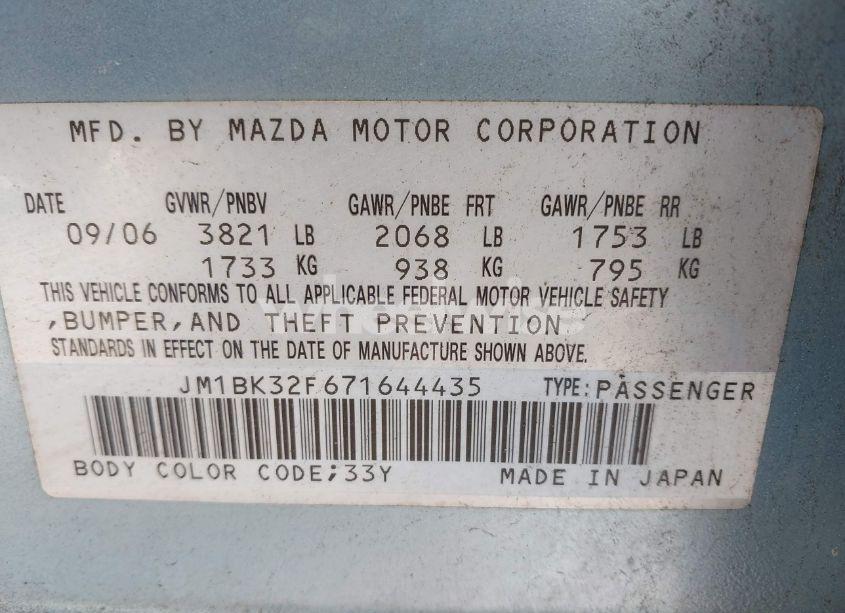 MFD. BY MAZDA MOTOR CORPORATION
DATE GVWR/PNBV GAWR/PNBE FRT GAWR/PNBE RR
09/06 3821 LB 2068 LB 1753 LB
1733 KG 938 KG 795 KG
THIS VEHICLE CONFORMS TO ALL APPLICABLE FEDERAL MOTOR VEHICLE SAFETY
,BUMPER,AND THEFT PREVENTION
STANDARDS IN EFFECT ON THE DATE OF MANUFACTURE SHOWN ABOVE.
JM1BK32F671644435 TYPE:PASSENGER
BODY COLOR CODE;33Y MADE IN JAPAN